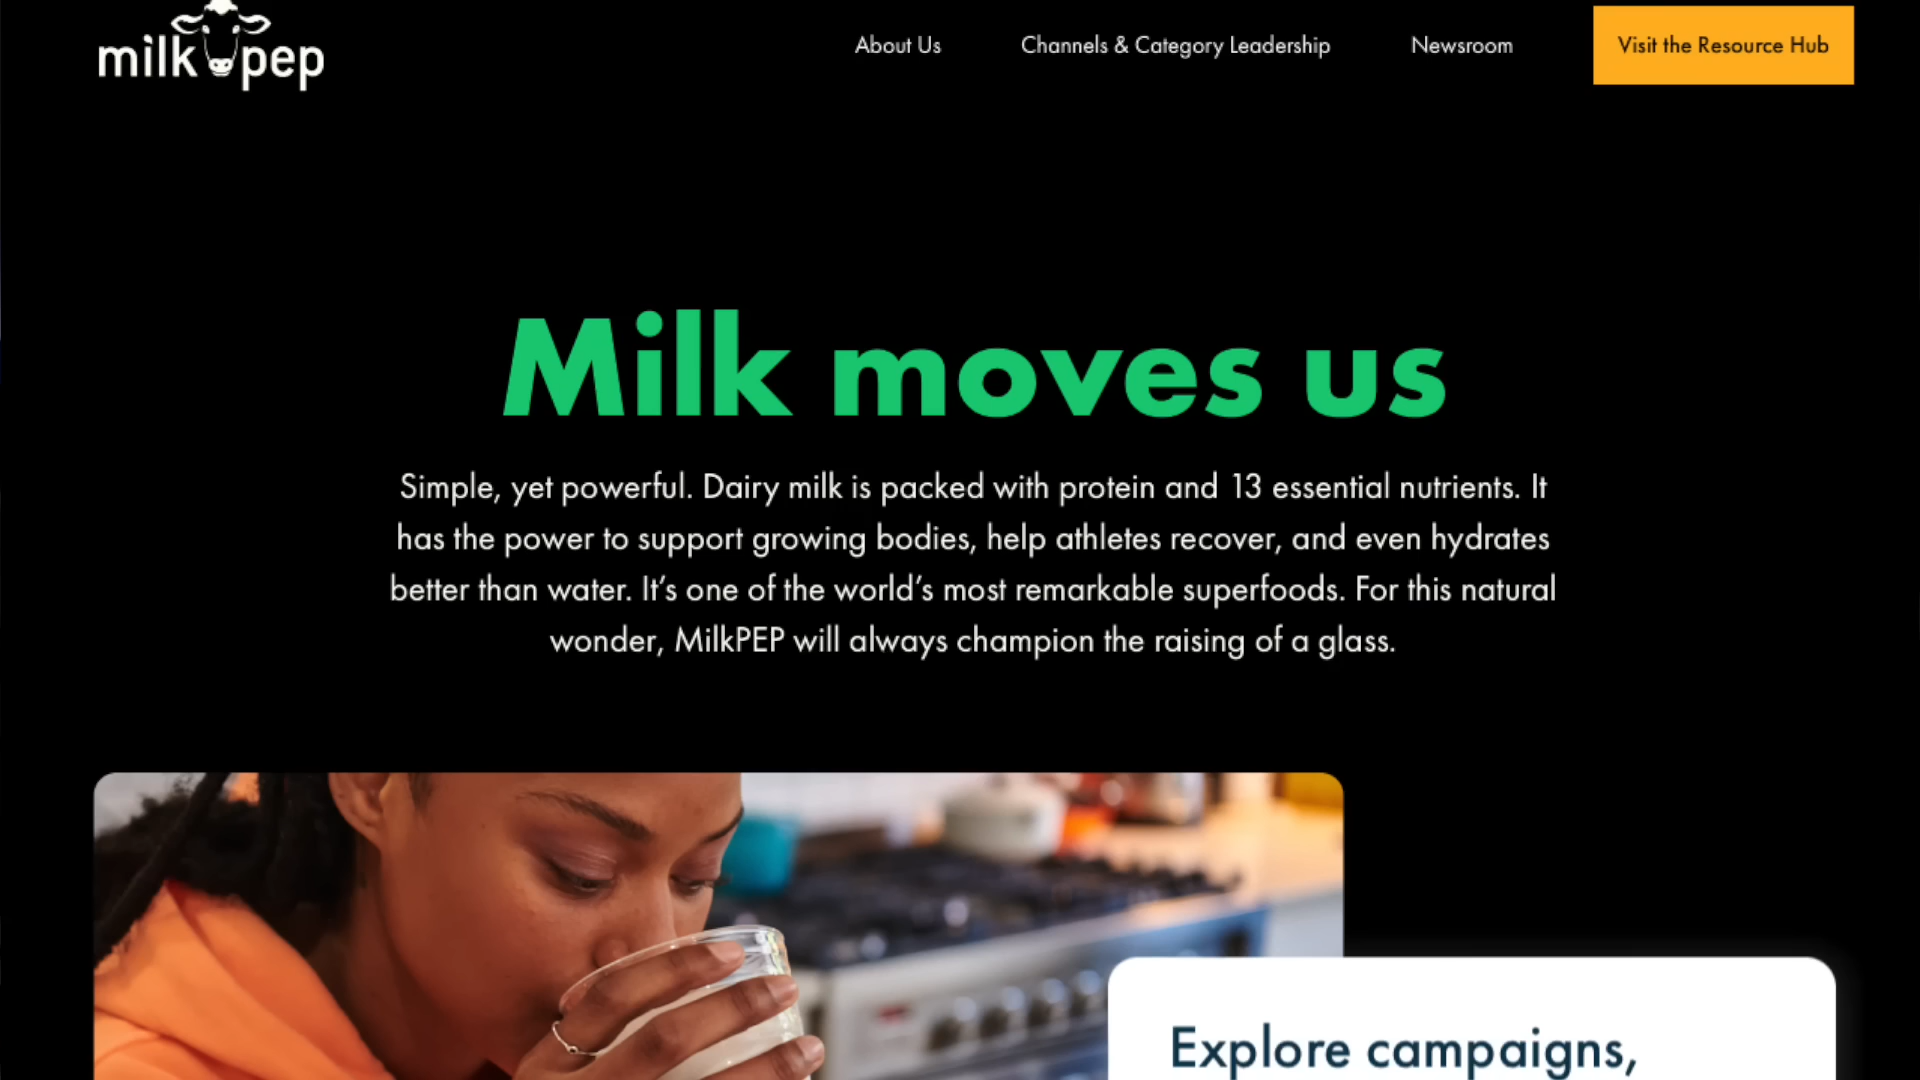 milk pep
About Us
Channels & Category Leadership
Newsroom
Visit the Resource Hub
Milk moves us
Simple, yet powerful. Dairy milk is packed with protein and 13 essential nutrients. It
has the power to support growing bodies, help athletes recover, and even hydrates
better than water. It’s one of the world’s most remarkable superfoods. For this natural
wonder, MilkPEP will always champion the raising of a glass.
Explore campaigns,